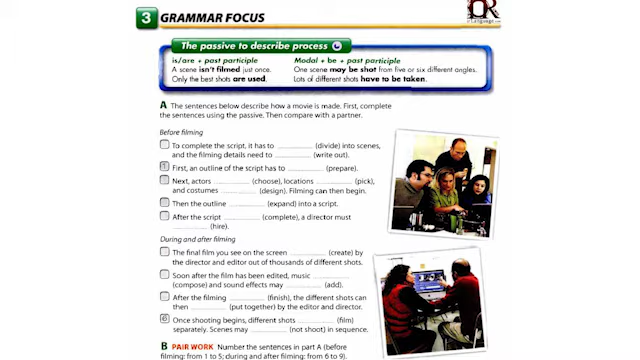 3 GRAMMAR FOCUS
The passive to describe process
is/are + past participle
A scene isn't filmed just once.
Only the best shots are used.
Modal + be + past participle
One scene may be shot from five or six different angles.
Lots of different shots have to be taken.
A The sentences below describe how a movie is made. First, complete
the sentences using the passive. Then compare with a partner.
Before filming
To complete the script, it has to (divide) into scenes,
and the filming details need to (write out).
1 First, an outline of the script has to (prepare).
Next, actors (choose), locations (pick),
and costumes (design). Filming can then begin.
Then the outline (expand) into a script.
After the script (complete), a director must
(hire).
During and after filming
The final film you see on the screen (create) by
the director and editor out of thousands of different shots.
Soon after the film has been edited, music
(compose) and sound effects may (add).
After the filming (finish), the different shots can
then (put together) by the editor and director.
6 Once shooting begins, different shots (film)
separately. Scenes may (not shoot) in sequence.
B PAIR WORK Number the sentences in part A (before
filming: from 1 to 5; during and after filming: from 6 to 9).